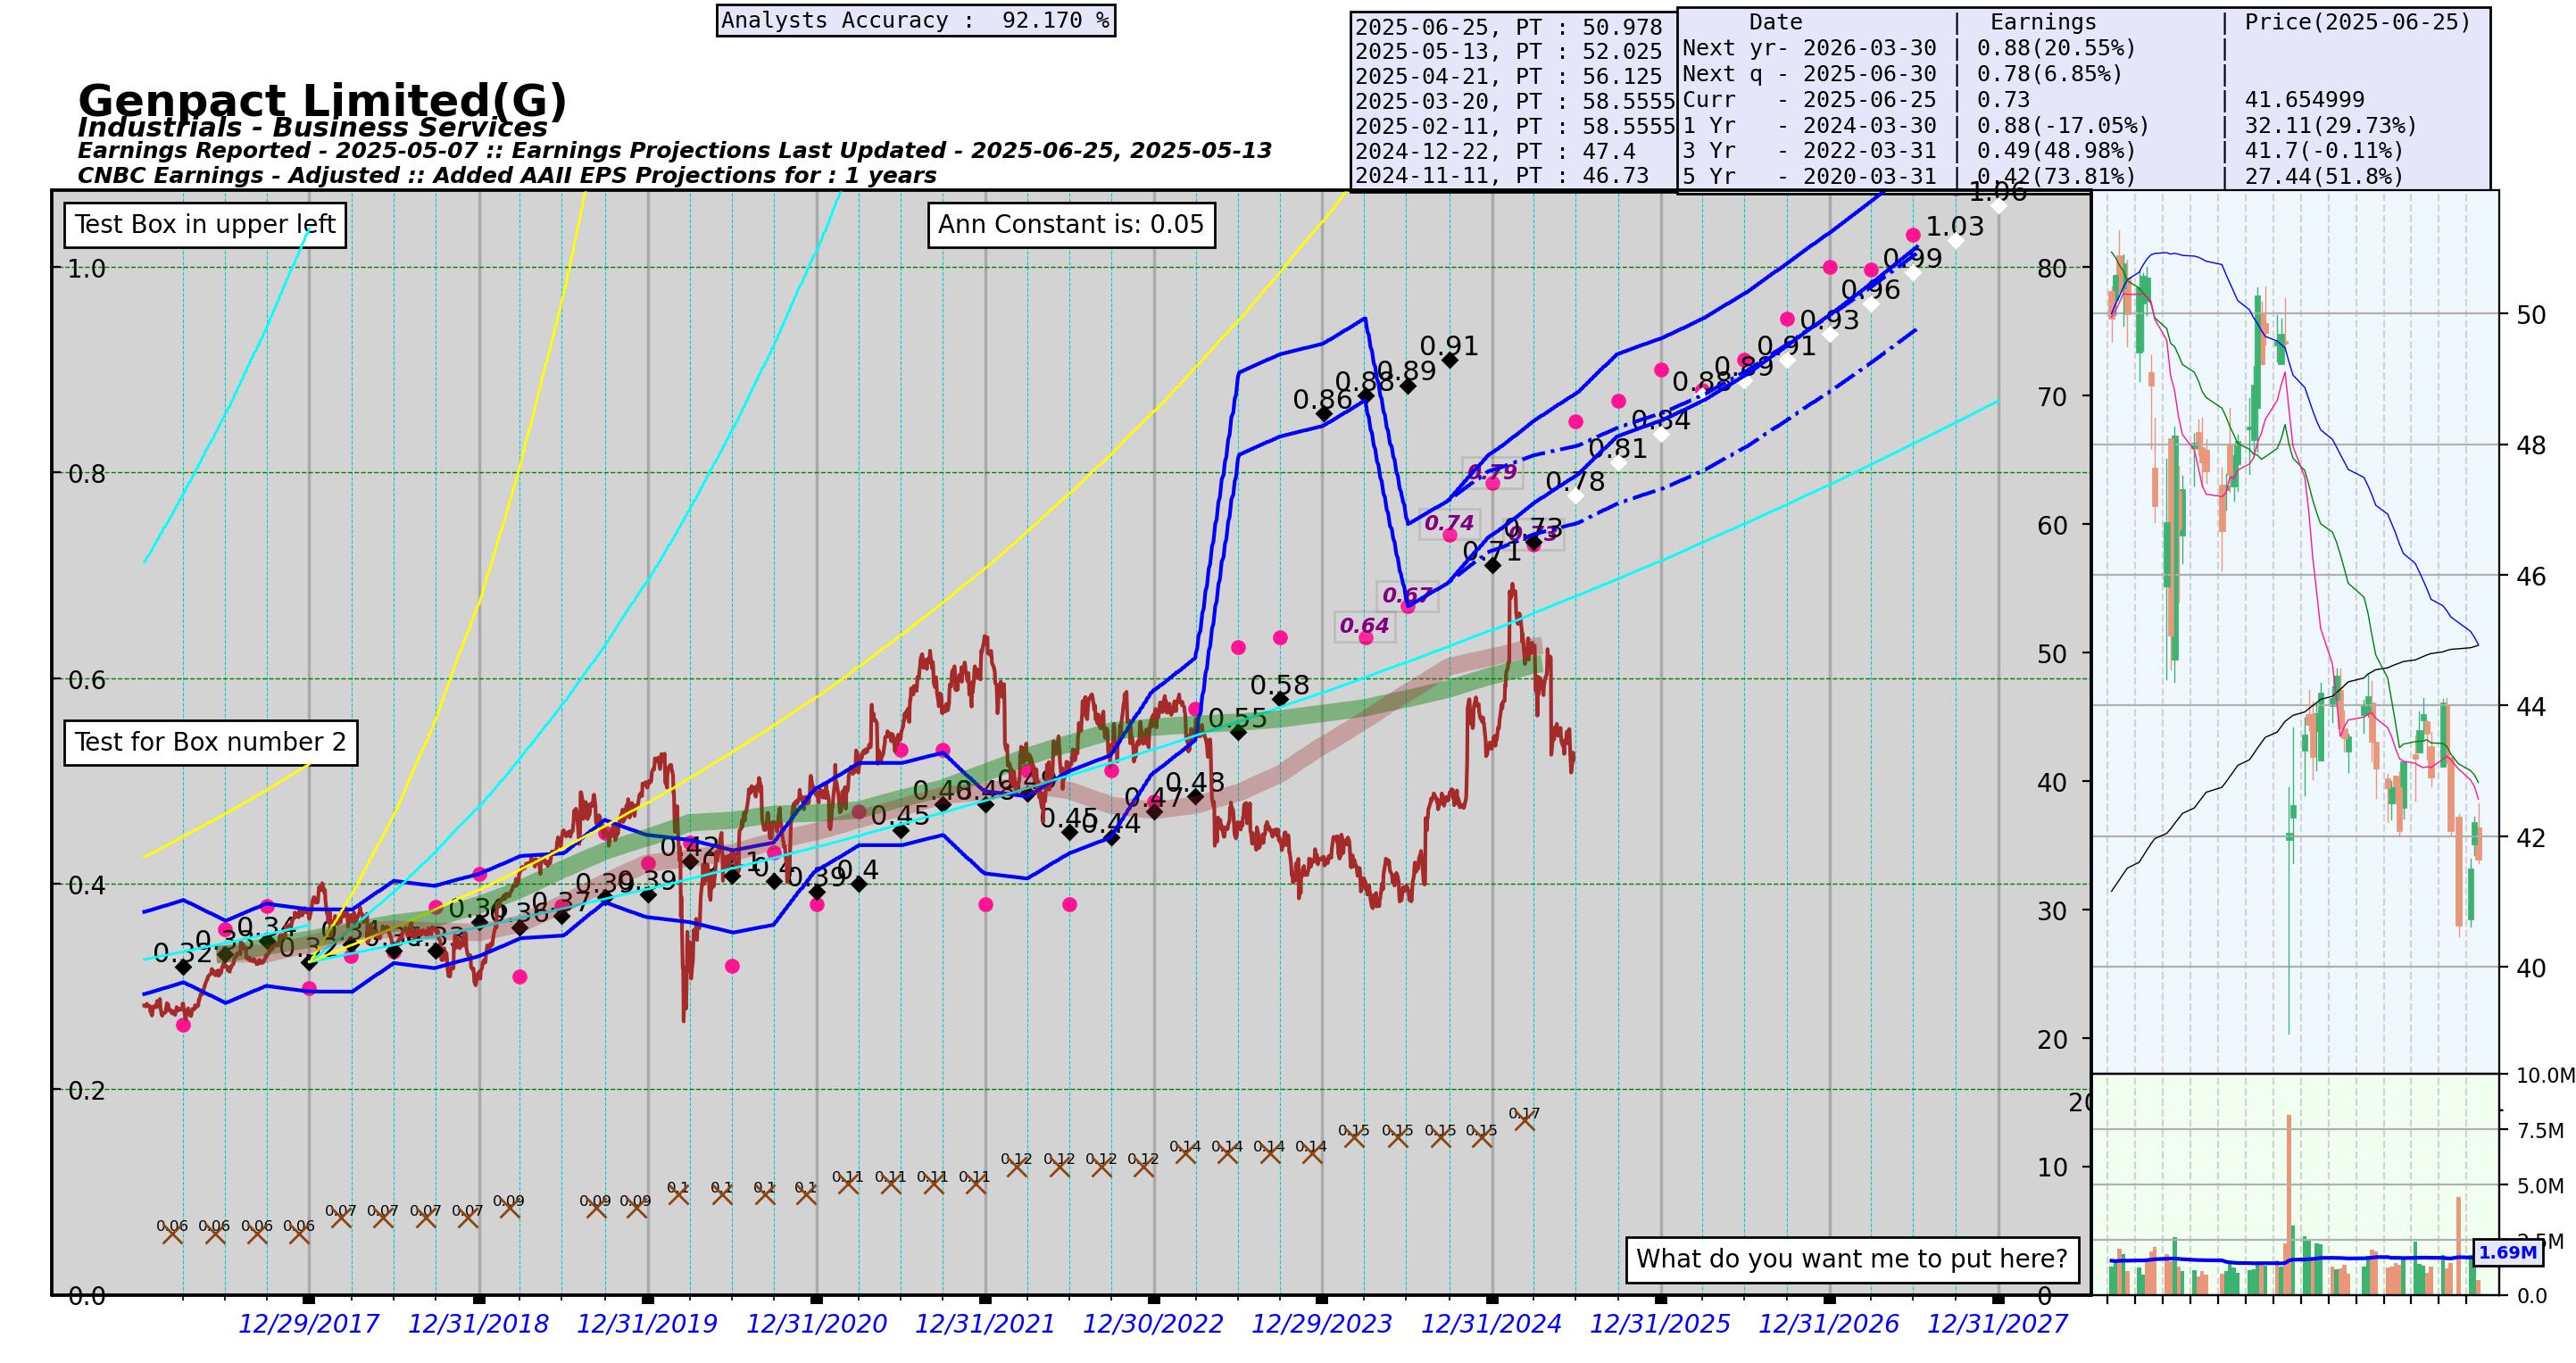 Analysts Accuracy :  92.170 %
2025-06-25, PT : 50.978
2025-05-13, PT : 52.025
2025-04-21, PT : 56.125
2025-03-20, PT : 58.5555
2025-02-11, PT : 58.5555
2024-12-22, PT : 47.4
2024-11-11, PT : 46.73
Date | Earnings | Price(2025-06-25)
Next yr- 2026-03-30 | 0.88(20.55%) |
Next q - 2025-06-30 | 0.78(6.85%) |
Curr - 2025-06-25 | 0.73 | 41.654999
1 Yr - 2024-03-30 | 0.88(-17.05%) | 32.11(29.73%)
3 Yr - 2022-03-31 | 0.49(48.98%) | 41.7(-0.11%)
5 Yr - 2020-03-31 | 0.42(73.81%) | 27.44(51.8%)
Genpact Limited(G)
Industrials - Business Services
Earnings Reported - 2025-05-07 :: Earnings Projections Last Updated - 2025-06-25, 2025-05-13
CNBC Earnings - Adjusted :: Added AAII EPS Projections for : 1 years
Test Box in upper left
Ann Constant is: 0.05
Test for Box number 2
What do you want me to put here?
1.0
0.8
0.6
0.4
0.2
0.0
0.32
0.34
0.39
0.42
0.39
0.4
0.45
0.45
0.44
0.47
0.48
0.55
0.58
0.86
0.88
0.89
0.91
0.64
0.67
0.74
0.79
0.71
0.73
0.78
0.81
0.84
0.88
0.89
0.91
0.93
0.96
0.99
1.03
1.06
0.06 0.06 0.06 0.06 0.07 0.07 0.07 0.07 0.09 0.09 0.09 0.1 0.1 0.1 0.1 0.11 0.11 0.11 0.11 0.12 0.12 0.12 0.12 0.14 0.14 0.14 0.14 0.15 0.15 0.15 0.15 0.17
80
70
60
50
40
30
20
10
0
50
48
46
44
42
40
10.0M
7.5M
5.0M
1.69M
0.0
12/29/2017 12/31/2018 12/31/2019 12/31/2020 12/31/2021 12/30/2022 12/29/2023 12/31/2024 12/31/2025 12/31/2026 12/31/2027